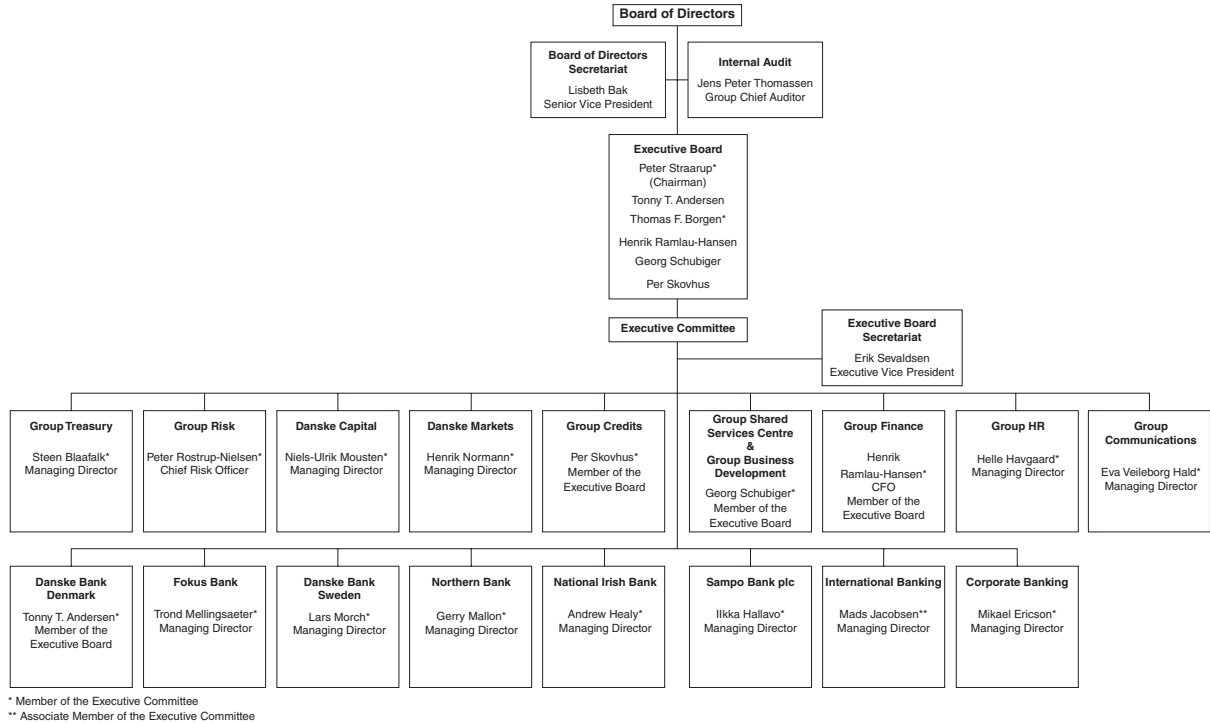 Board of Directors
Board of Directors
Secretariat
Lisbeth Bak
Senior Vice President
Internal Audit
Jens Peter Thomassen
Group Chief Auditor
Executive Board
Peter Straarup*
(Chairman)
Tonny T. Andersen
Thomas F. Borgen*
Henrik Ramlau-Hansen
Georg Schubiger
Per Skovhus
Executive Committee
Executive Board
Secretariat
Erik Sevaldsen
Executive Vice President
Group Treasury
Steen Blaafalk*
Managing Director
Group Risk
Peter Rostrup-Nielsen*
Chief Risk Officer
Danske Capital
Niels-Ulrik Mousten*
Managing Director
Danske Markets
Henrik Normann*
Managing Director
Group Credits
Per Skovhus*
Member of the
Executive Board
Group Shared
Services Centre
&
Group Business
Development
Georg Schubiger*
Member of the
Executive Board
Group Finance
Henrik
Ramlau-Hansen*
CFO
Member of the
Executive Board
Group HR
Helle Havgaard*
Managing Director
Group
Communications
Eva Veileborg Hald*
Managing Director
Danske Bank
Denmark
Tonny T. Andersen*
Member of the
Executive Board
Fokus Bank
Trond Mellingsaeter*
Managing Director
Danske Bank
Sweden
Lars Morch*
Managing Director
Northern Bank
Gerry Mallon*
Managing Director
National Irish Bank
Andrew Healy*
Managing Director
Sampo Bank plc
Ilkka Hallavo*
Managing Director
International Banking
Mads Jacobsen**
Managing Director
Corporate Banking
Mikael Ericson*
Managing Director
* Member of the Executive Committee
** Associate Member of the Executive Committee